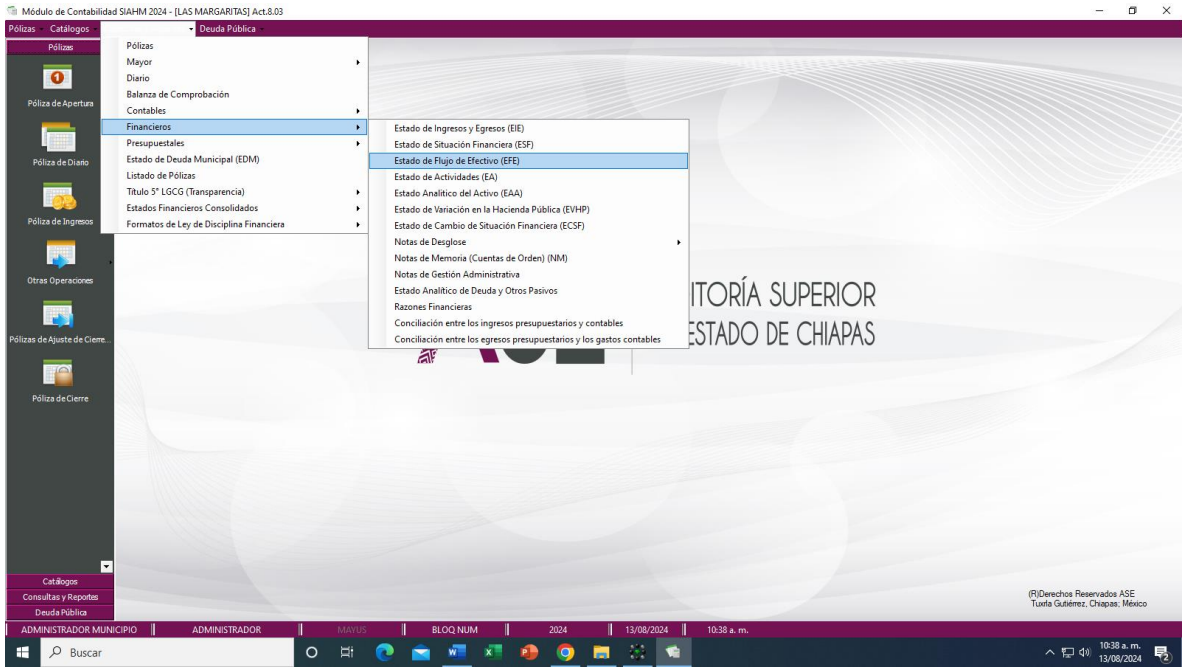 Módulo de Contabilidad SIAHM 2024 - [LAS MARGARITAS] Act.8.03
Pólizas Catálogos Deuda Pública
Pólizas
Póliza de Apertura
Póliza de Diario
Póliza de Ingresos
Otras Operaciones
Pólizas de Ajuste de Cierre...
Póliza de Cierre
Catálogos
Consultas y Reportes
Deuda Pública
Pólizas
Mayor
Diario
Balanza de Comprobación
Contables
Financieros
Presupuestales
Estado de Deuda Municipal (EDM)
Listado de Pólizas
Título 5° LGCG (Transparencia)
Estados Financieros Consolidados
Formatos de Ley de Disciplina Financiera
Estado de Ingresos y Egresos (EIE)
Estado de Situación Financiera (ESF)
Estado de Flujo de Efectivo (EFE)
Estado de Actividades (EA)
Estado Analitico del Activo (EAA)
Estado de Variación en la Hacienda Pública (EVHP)
Estado de Cambio de Situación Financiera (ECSF)
Notas de Desglose
Notas de Memoria (Cuentas de Orden) (NM)
Notas de Gestión Administrativa
Estado Analítico de Deuda y Otros Pasivos
Razones Financieras
Conciliación entre los ingresos presupuestarios y contables
Conciliación entre los egresos presupuestarios y los gastos contables
ITORÍA SUPERIOR
ESTADO DE CHIAPAS
(R)Derechos Reservados ASE
Tuxtla Gutiérrez, Chiapas; México
ADMINISTRADOR MUNICIPIO ADMINISTRADOR MAYUS BLOQ NUM 2024 13/08/2024 10:38 a. m.
Buscar
10:38 a. m.
13/08/2024
2